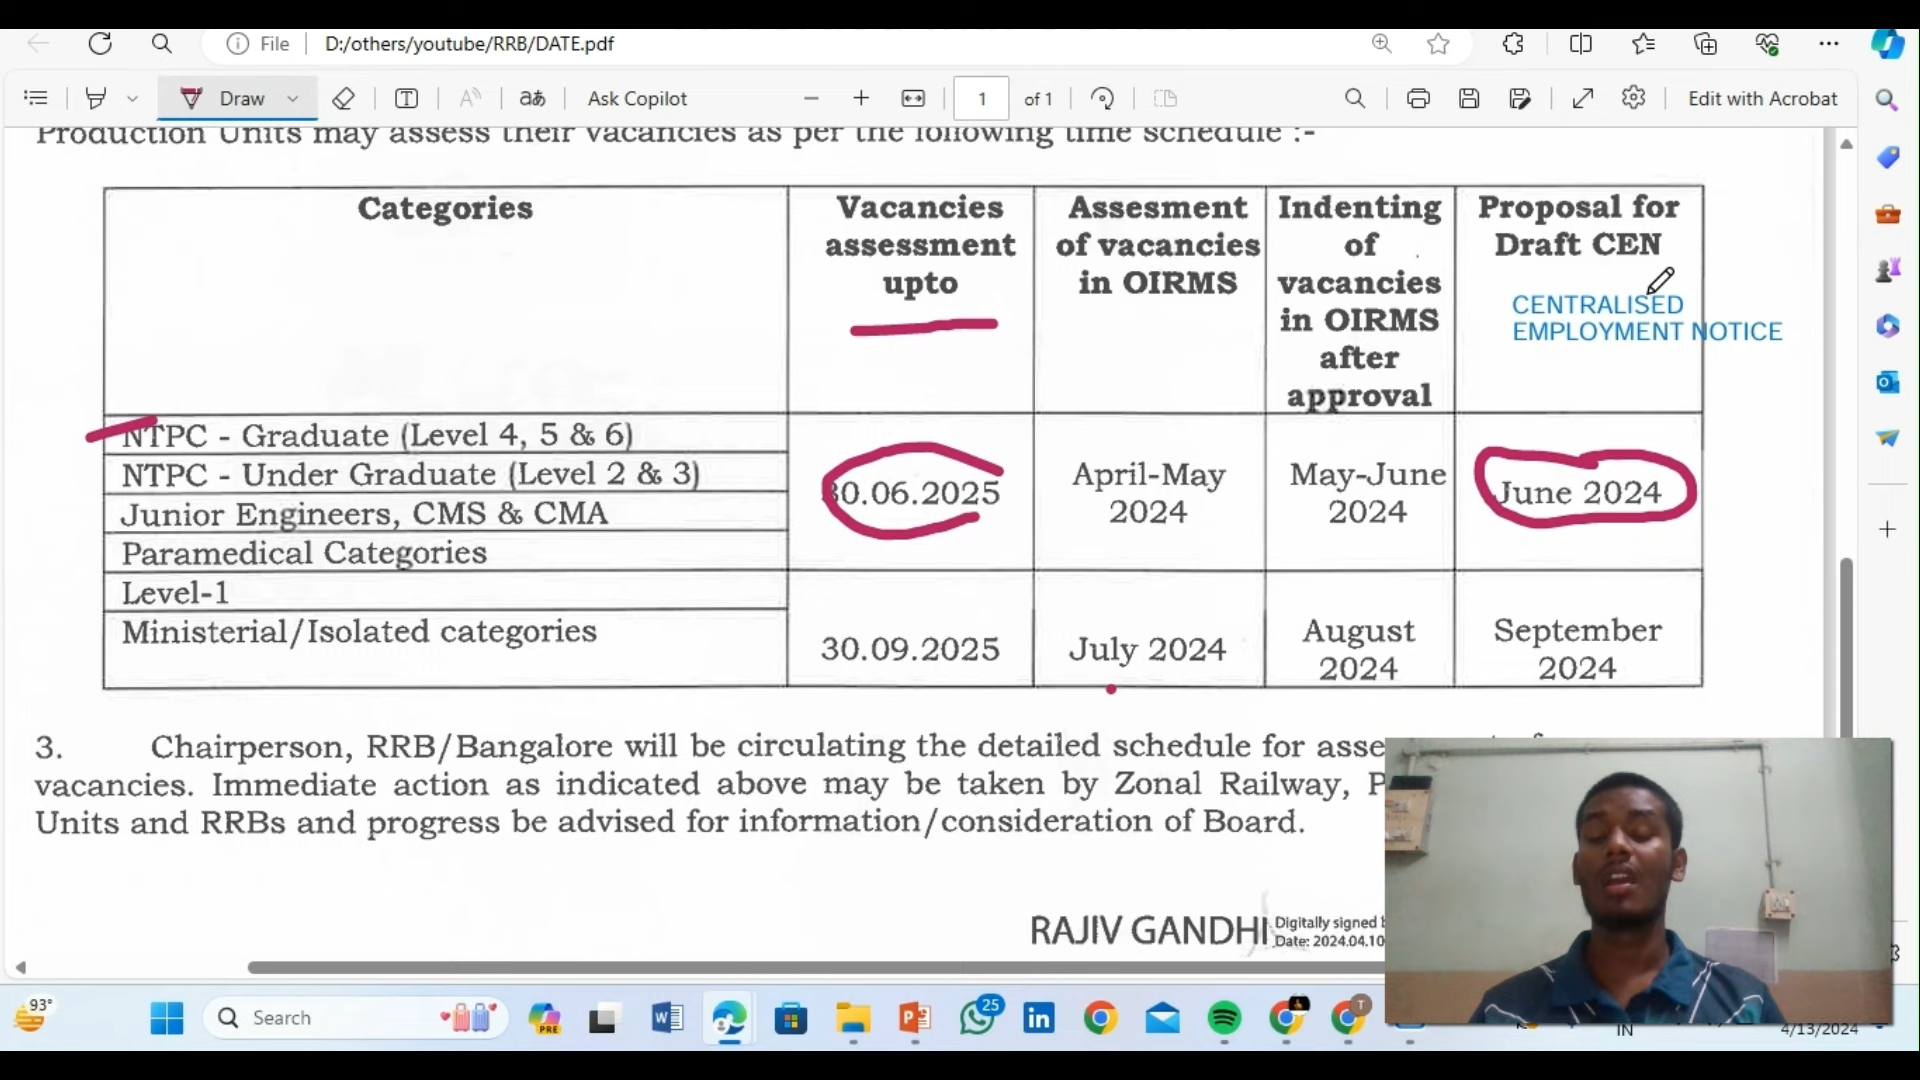 File
D:/others/youtube/RRB/DATE.pdf
Draw
Ask Copilot
1
of 1
Edit with Acrobat
Production Units may assess their vacancies as per the following time schedule :-
Categories
Vacancies
assessment
upto
Assesment
of vacancies
in OIRMS
Indenting
of
vacancies
in OIRMS
after
approval
Proposal for
Draft CEN
CENTRALISED
EMPLOYMENT NOTICE
NTPC - Graduate (Level 4, 5 & 6)
NTPC - Under Graduate (Level 2 & 3)
Junior Engineers, CMS & CMA
Paramedical Categories
30.06.2025
April-May
2024
May-June
2024
June 2024
Level-1
Ministerial/Isolated categories
30.09.2025
July 2024
August
2024
September
2024
3. Chairperson, RRB/Bangalore will be circulating the detailed schedule for
vacancies. Immediate action as indicated above may be taken by Zonal Railway,
Units and RRBs and progress be advised for information/consideration of Board.
RAJIV GANDHI
Digitally signed
Date: 2024.04.10
93°
Search
PRE
25
T
IN
4/13/2024